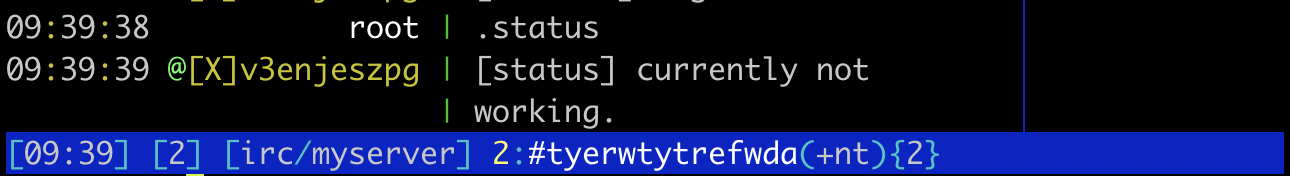 09:39:38 root | .status
09:39:39 @[X]v3enjeszpg | [status] currently not
| working.
[09:39] [2] [irc/myserver] 2:#tyerwtytrefwda(+nt){2}